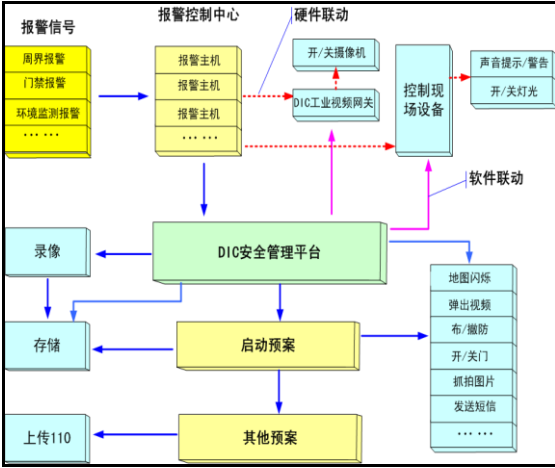 报警信号
报警控制中心
硬件联动
周界报警
门禁报警
环境监测报警
……
报警主机
报警主机
报警主机
……
开/关摄像机
DIC工业视频网关
控制现
场设备
声音提示/警告
开/关灯光
软件联动
DIC安全管理平台
录像
存储
启动预案
上传110
其他预案
地图闪烁
弹出视频
布/撤防
开/关门
抓拍图片
发送短信
……